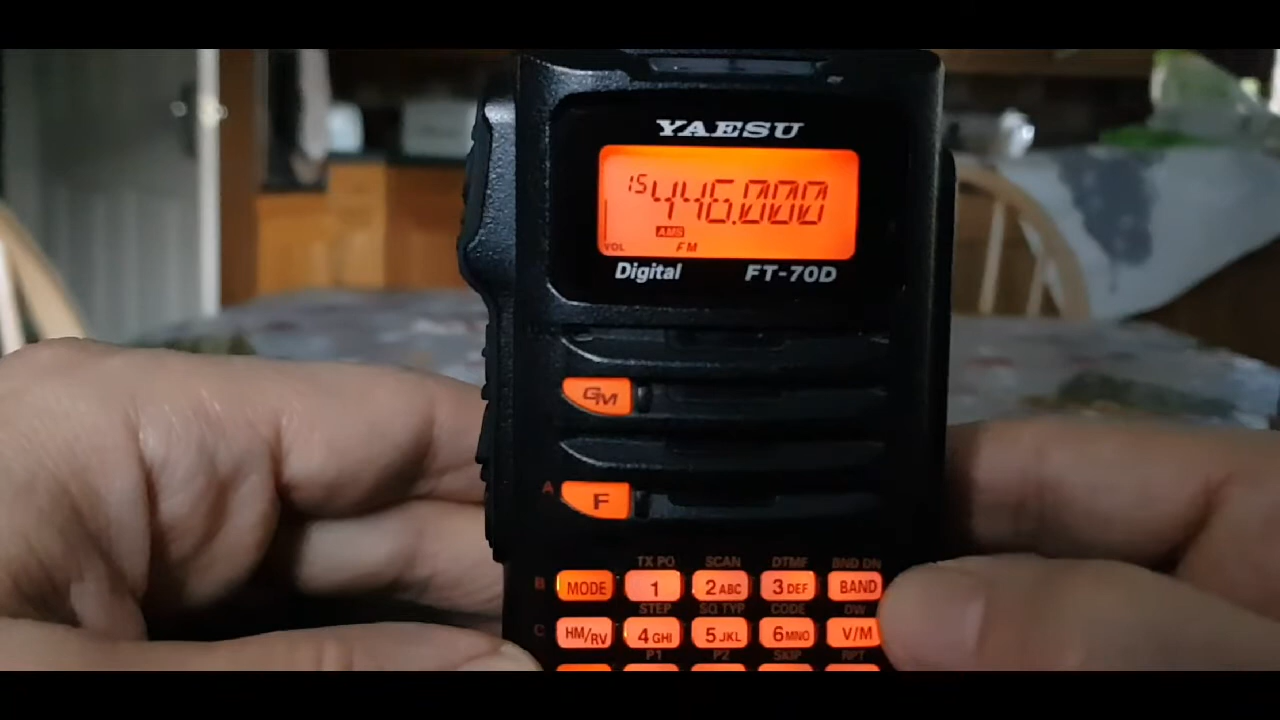 YAESU
15 446.000
AMS
VOL FM
Digital FT-70D
GM
A F
TX PO SCAN DTMF BND DN
B MODE 1 2ABC 3DEF BAND
STEP SQ TYP CODE DW
C HM/RV 4GHI 5JKL 6MNO V/M
P1 P2 SKIP RPT